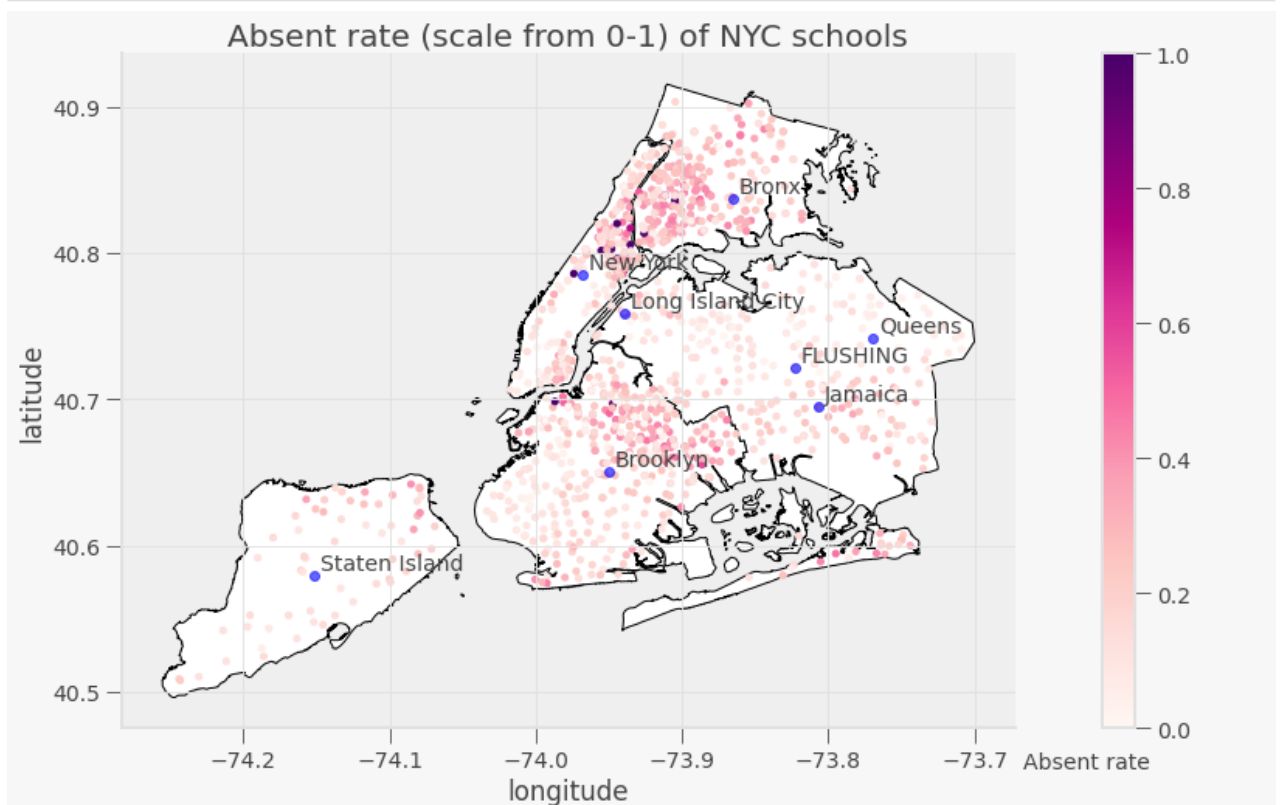 Absent rate (scale from 0-1) of NYC schools
1.0
40.9
Bronx
0.8
40.8
New York
Long Island City
Queens
0.6
FLUSHING
latitude
40.7
Jamaica
Brooklyn
0.4
40.6
Staten Island
0.2
40.5
0.0
−74.2 −74.1 −74.0 −73.9 −73.8 −73.7 Absent rate
longitude